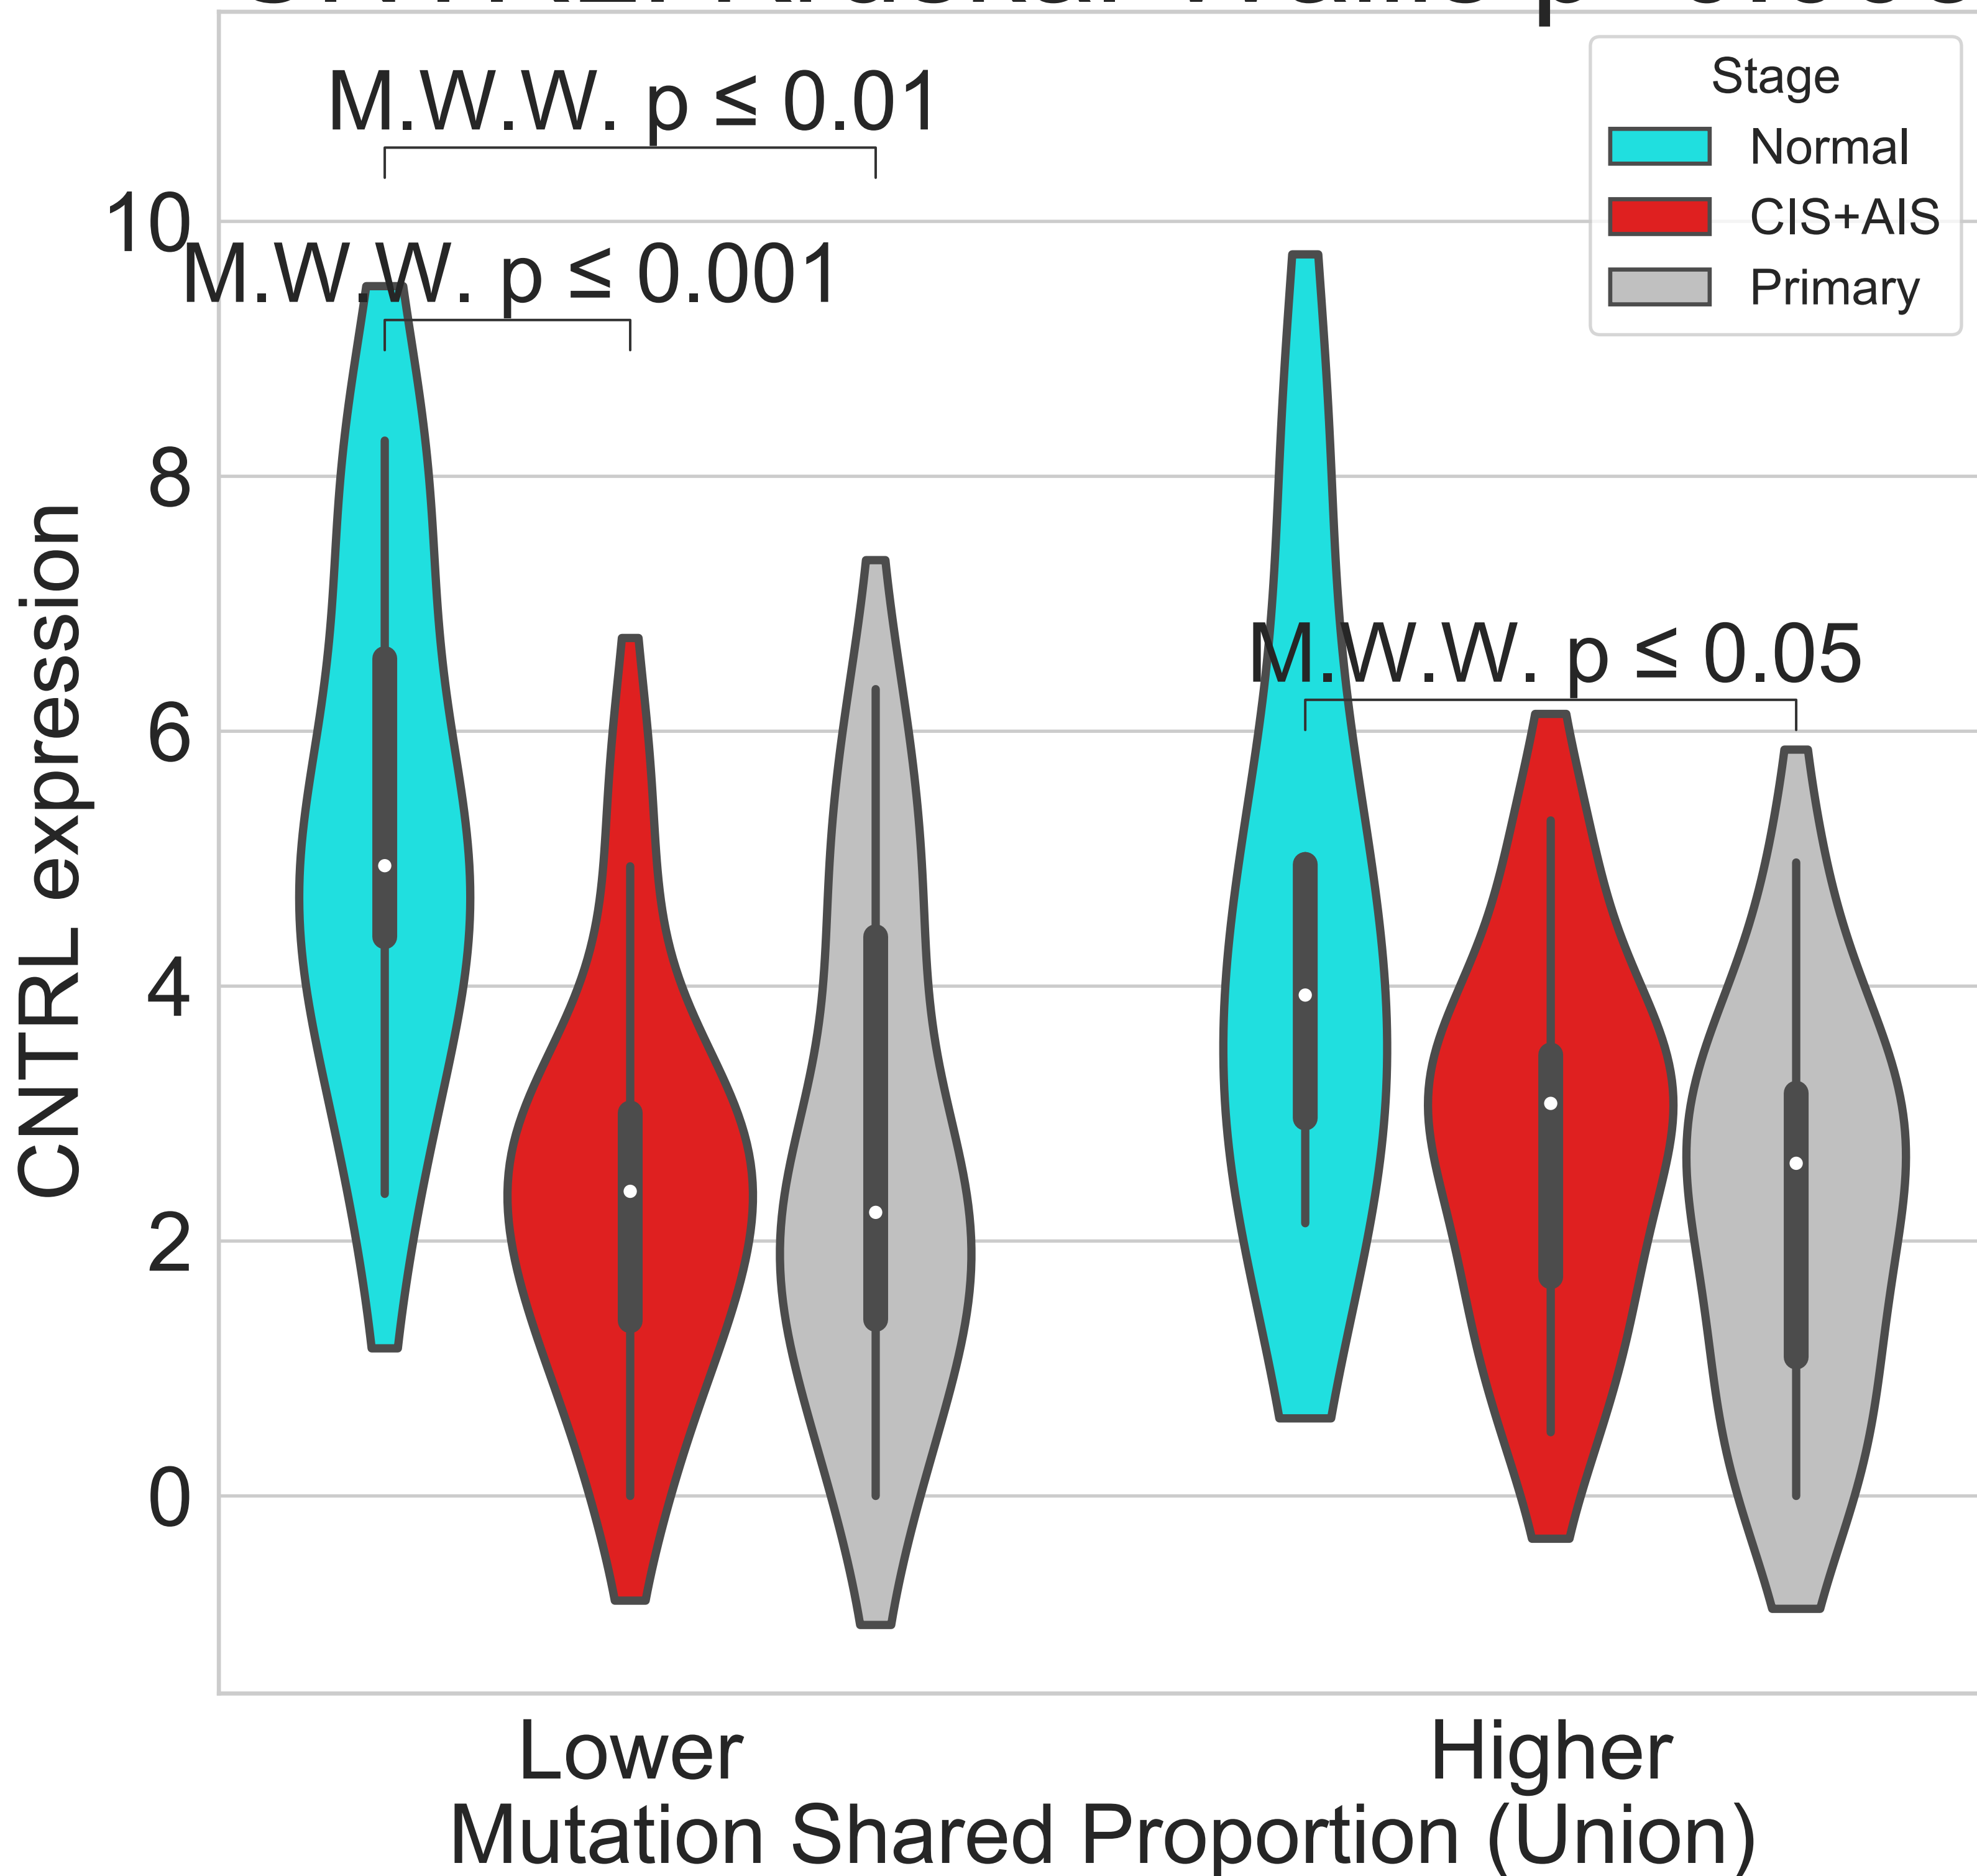 M.W.W. p ≤ 0.01
Stage
Normal
CIS+AIS
Primary
10
M.W.W. p ≤ 0.001
8
M.W.W. p ≤ 0.05
6
4
2
0
CNTRL expression
Lower
Higher
Mutation Shared Proportion (Union)